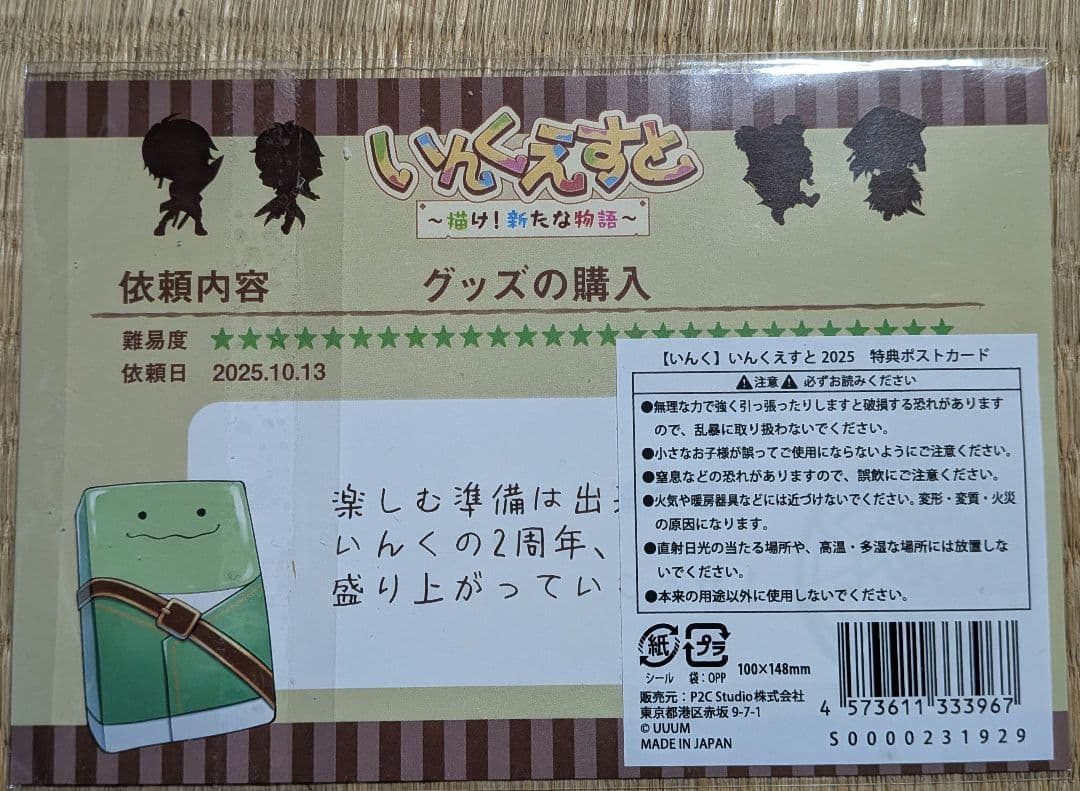 いんくえすと
～描け！新たな物語～
依頼内容 グッズの購入
難易度 ★★★★★★★★★★★★★★★★★★★★★★★★★★★★
依頼日 2025.10.13
楽しむ準備は出
いんくの2周年、
盛り上がってい
【いんく】いんくえすと2025 特典ポストカード
⚠注意⚠ 必ずお読みください
●無理な力で強く引っ張ったりしますと破損する恐れがあります
ので、乱暴に取り扱わないでください。
●小さなお子様が誤ってご使用にならないようにご注意ください。
●窒息などの恐れがありますので、誤飲にご注意ください。
●火気や暖房器具などには近づけないでください。変形・変質・火災
の原因になります。
●直射日光の当たる場所や、高温・多湿な場所には放置しな
いでください。
●本来の用途以外に使用しないでください。
紙 プラ
シール 袋：OPP 100×148mm
販売元：P2C Studio株式会社
東京都港区赤坂9-7-1
© UUUM
MADE IN JAPAN
4 573611 333967
S0000231929